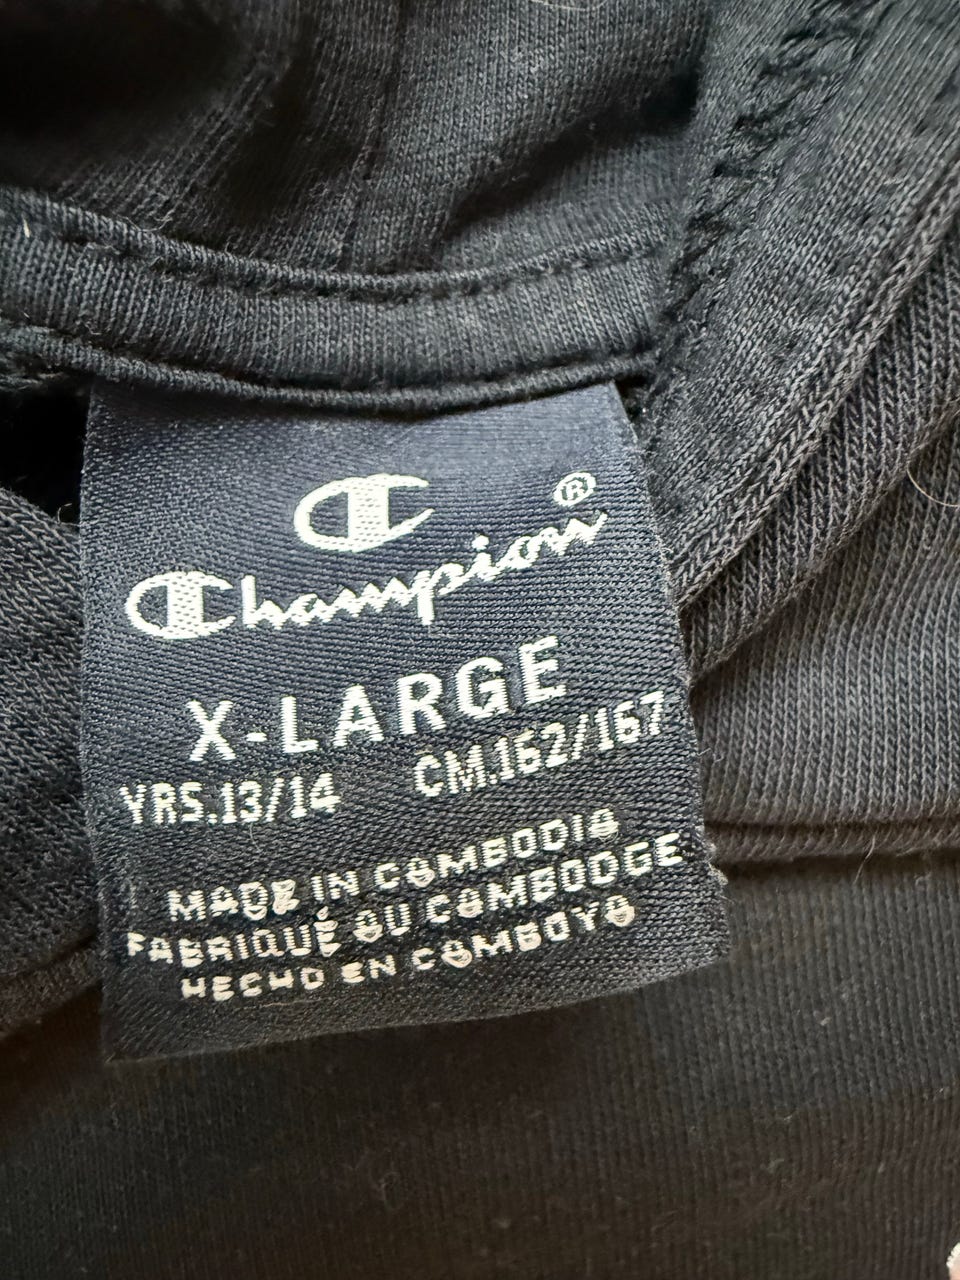 Champion®
X-LARGE
YRS.13/14 CM.162/167
MADE IN CAMBODIA
FABRIQUÉ AU CAMBODGE
HECHO EN CAMBOYA